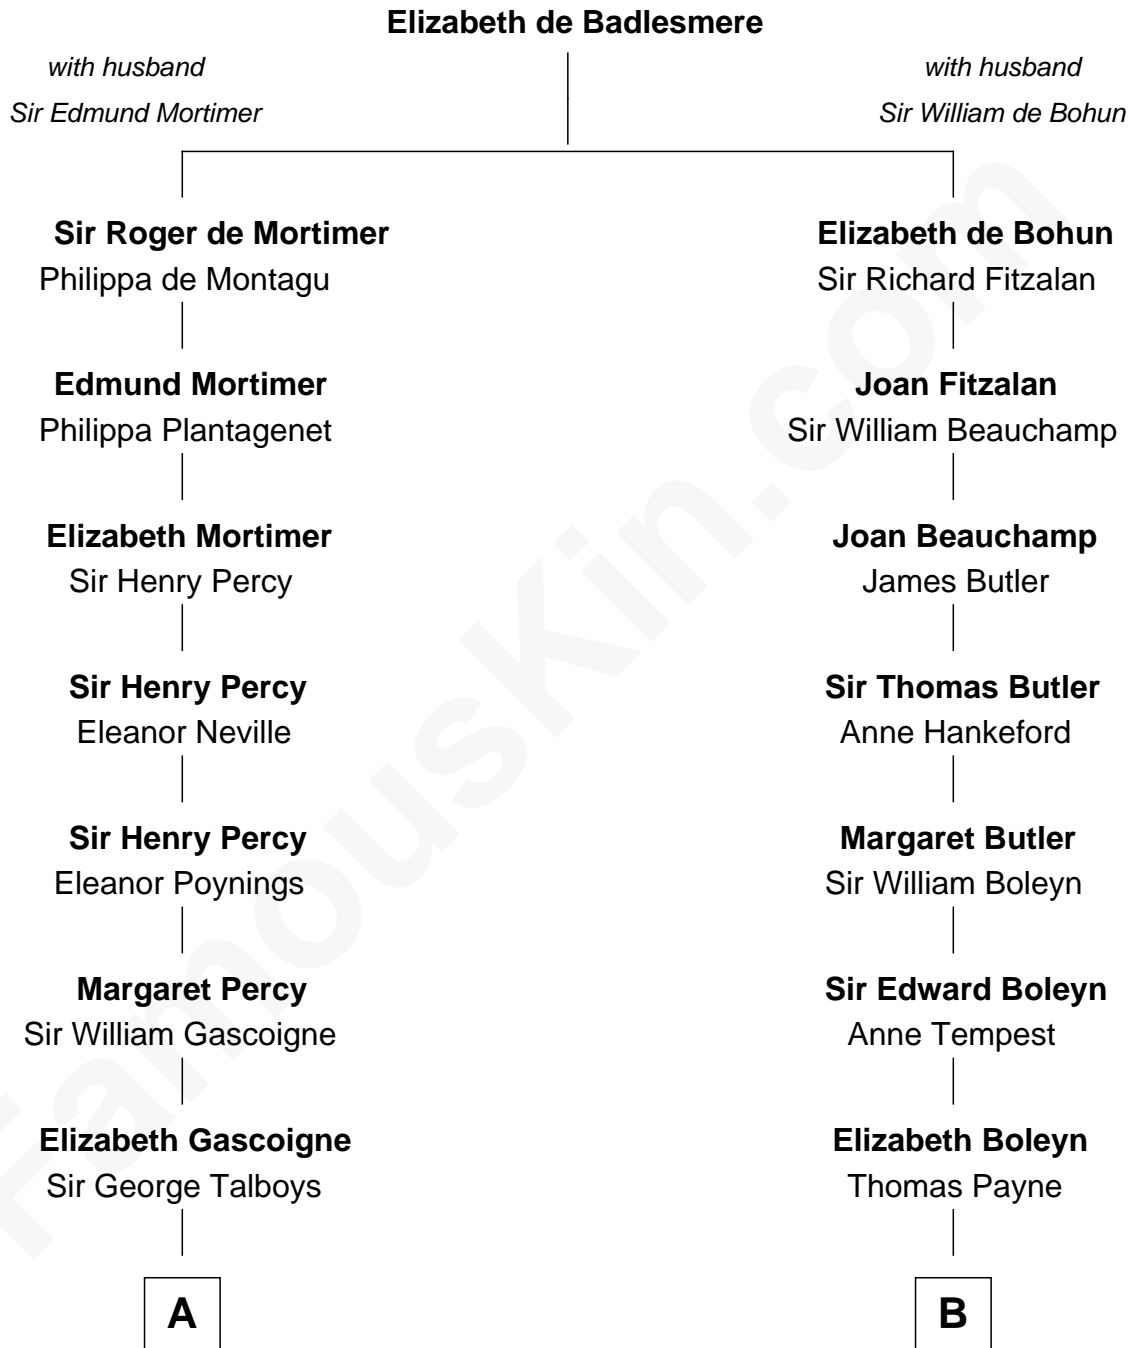 Elizabeth de Badlesmere
with husband
Sir Edmund Mortimer
with husband
Sir William de Bohun
Sir Roger de Mortimer
Philippa de Montagu
Elizabeth de Bohun
Sir Richard Fitzalan
Edmund Mortimer
Philippa Plantagenet
Joan Fitzalan
Sir William Beauchamp
Elizabeth Mortimer
Sir Henry Percy
Joan Beauchamp
James Butler
Sir Henry Percy
Eleanor Neville
Sir Thomas Butler
Anne Hankeford
Sir Henry Percy
Eleanor Poynings
Margaret Butler
Sir William Boleyn
Margaret Percy
Sir William Gascoigne
Sir Edward Boleyn
Anne Tempest
Elizabeth Gascoigne
Sir George Talboys
Elizabeth Boleyn
Thomas Payne
A
B
FamousKin.com